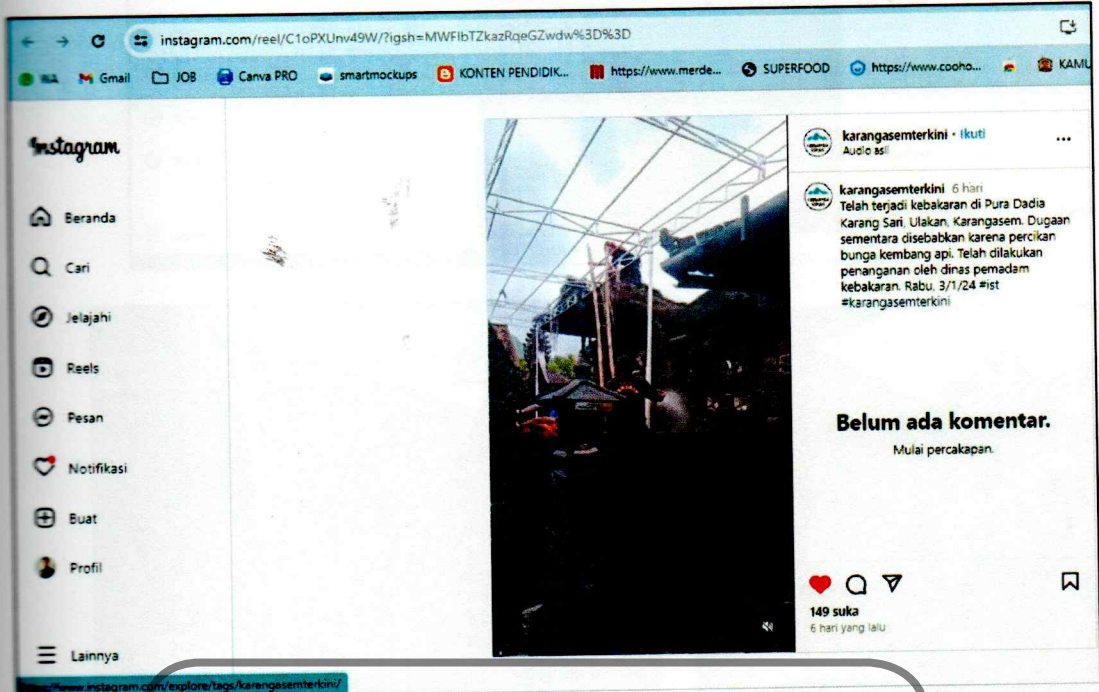 instagram.com/reel/C1oPXUnv49W/?igsh=MWFlbTZkazRqeGZwdw%3D%3D
Gmail JOB Canva PRO smartmockups KONTEN PENDIDIK... https://www.merde... SUPERFOOD https://www.cooho... KAMU
Instagram
Beranda
Cari
Jelajahi
Reels
Pesan
Notifikasi
Buat
Profil
Lainnya
karangasemterkini • Ikuti
Audio asli
karangasemterkini 6 hari
Telah terjadi kebakaran di Pura Dadia
Karang Sari, Ulakan, Karangasem. Dugaan
sementara disebabkan karena percikan
bunga kembang api. Telah dilakukan
penanganan oleh dinas pemadam
kebakaran. Rabu, 3/1/24 #ist
#karangasemterkini
Belum ada komentar.
Mulai percakapan.
149 suka
6 hari yang lalu
https://www.instagram.com/explore/tags/karangasemterkini/